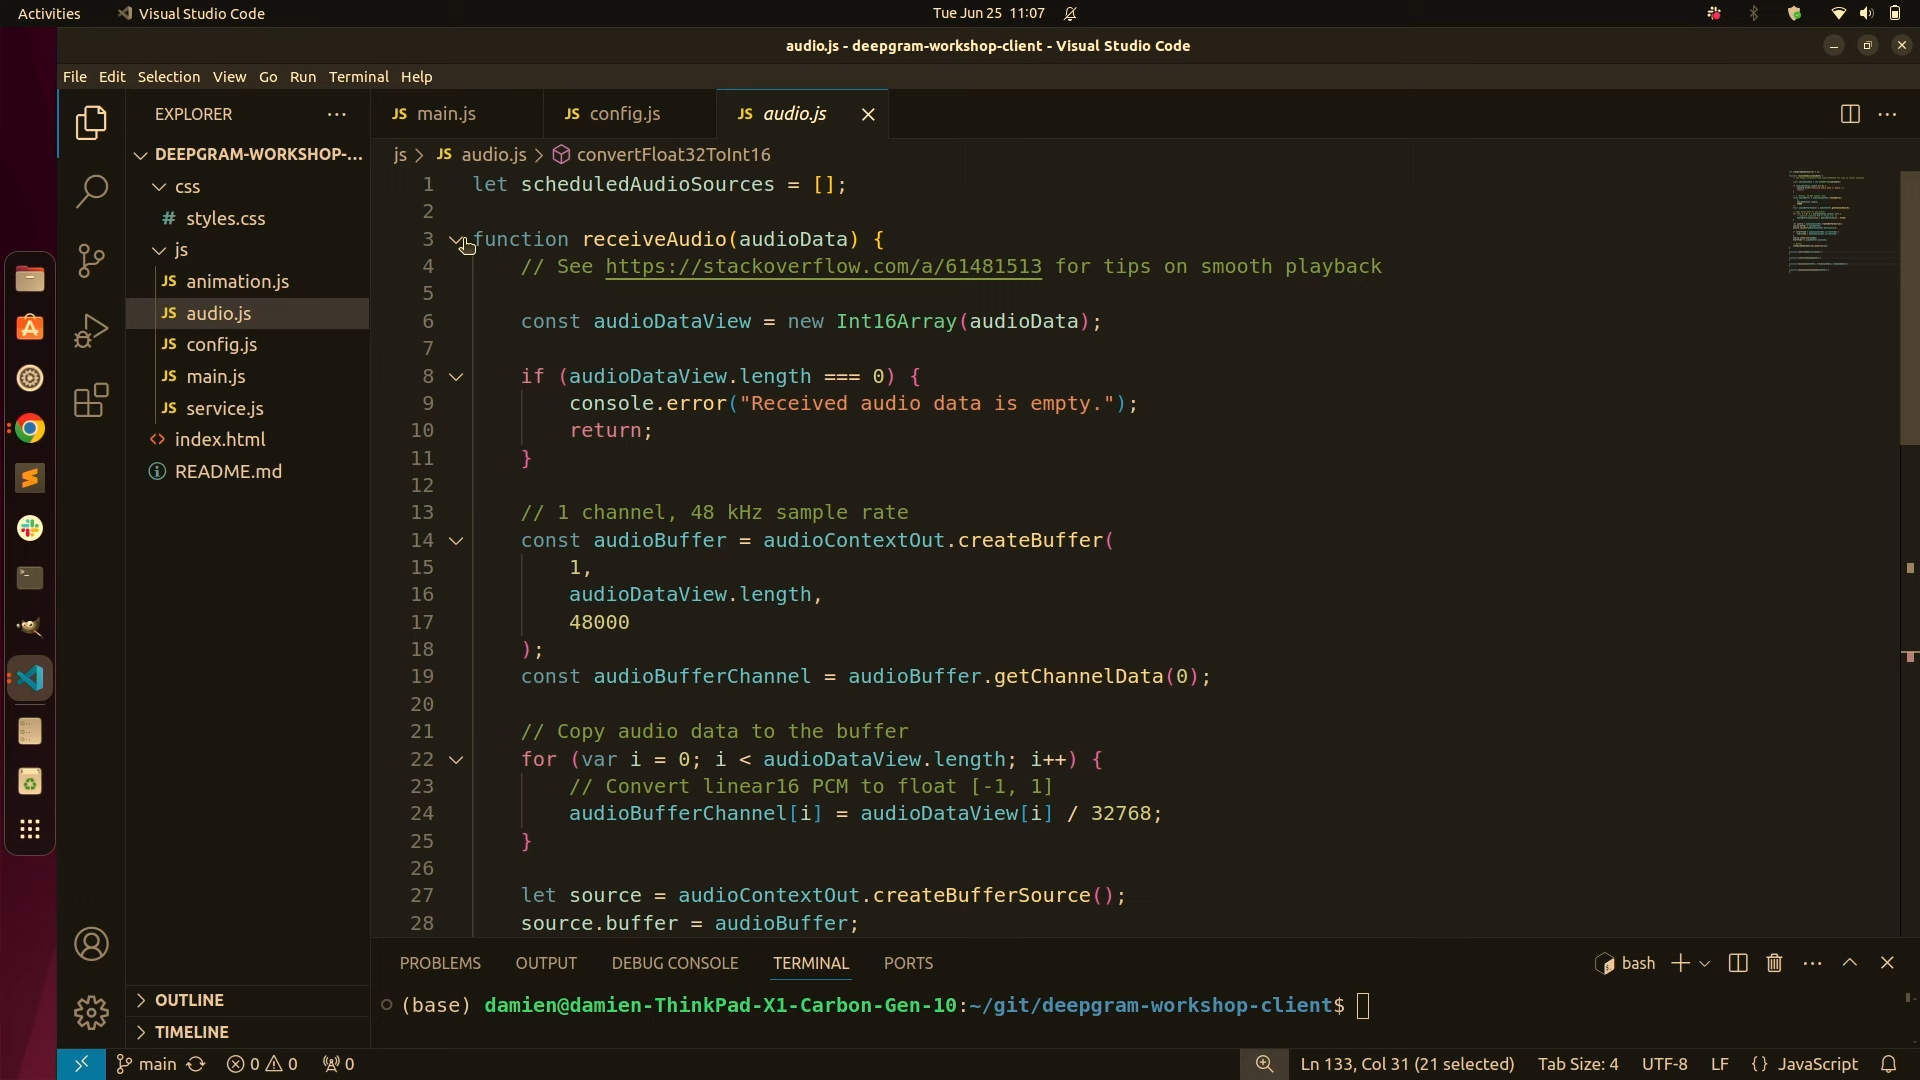 Activities Visual Studio Code Tue Jun 25 11:07
audio.js - deepgram-workshop-client - Visual Studio Code
File Edit Selection View Go Run Terminal Help
EXPLORER
DEEPGRAM-WORKSHOP-...
css
# styles.css
js
JS animation.js
JS audio.js
JS config.js
JS main.js
JS service.js
<> index.html
README.md
OUTLINE
TIMELINE
JS main.js JS config.js JS audio.js
js > JS audio.js > convertFloat32ToInt16
1 let scheduledAudioSources = [];
2
3 function receiveAudio(audioData) {
4 // See https://stackoverflow.com/a/61481513 for tips on smooth playback
5
6 const audioDataView = new Int16Array(audioData);
7
8 if (audioDataView.length === 0) {
9 console.error("Received audio data is empty.");
10 return;
11 }
12
13 // 1 channel, 48 kHz sample rate
14 const audioBuffer = audioContextOut.createBuffer(
15 1,
16 audioDataView.length,
17 48000
18 );
19 const audioBufferChannel = audioBuffer.getChannelData(0);
20
21 // Copy audio data to the buffer
22 for (var i = 0; i < audioDataView.length; i++) {
23 // Convert linear16 PCM to float [-1, 1]
24 audioBufferChannel[i] = audioDataView[i] / 32768;
25 }
26
27 let source = audioContextOut.createBufferSource();
28 source.buffer = audioBuffer;
PROBLEMS OUTPUT DEBUG CONSOLE TERMINAL PORTS bash
(base) damien@damien-ThinkPad-X1-Carbon-Gen-10:~/git/deepgram-workshop-client$
main 0 0 0 Ln 133, Col 31 (21 selected) Tab Size: 4 UTF-8 LF {} JavaScript